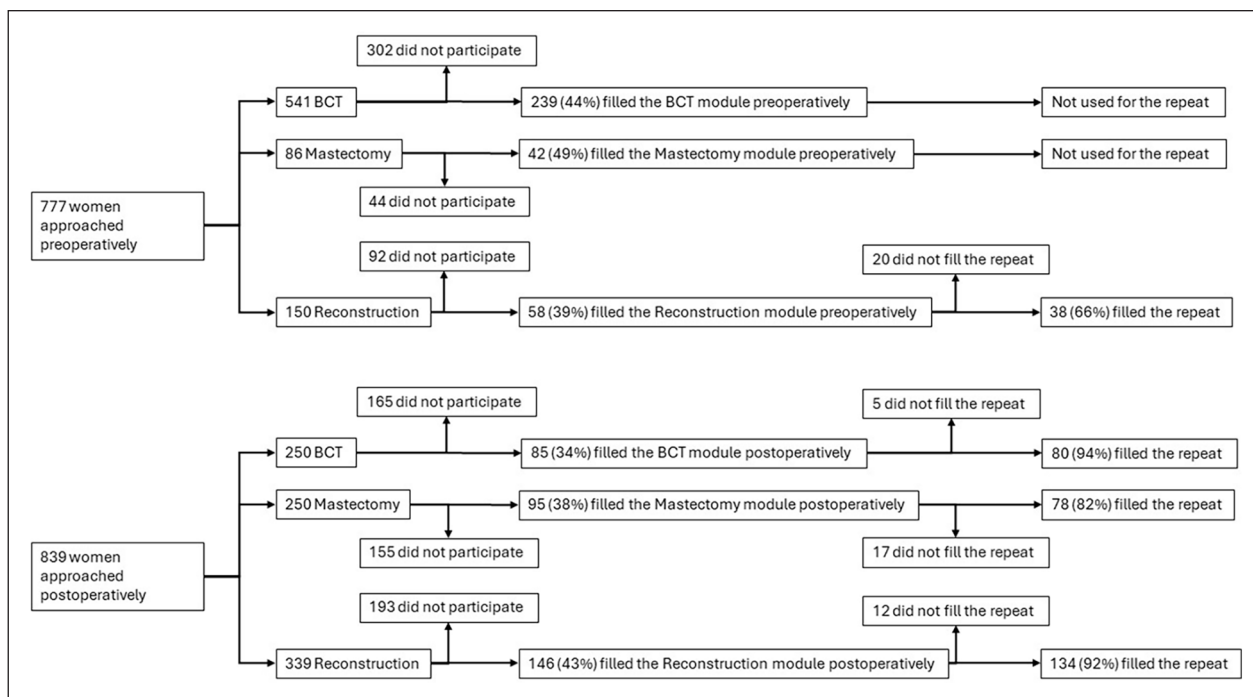 302 did not participate
541 BCT
239 (44%) filled the BCT module preoperatively
Not used for the repeat
86 Mastectomy
42 (49%) filled the Mastectomy module preoperatively
Not used for the repeat
44 did not participate
777 women
approached
preoperatively
92 did not participate
20 did not fill the repeat
150 Reconstruction
58 (39%) filled the Reconstruction module preoperatively
38 (66%) filled the repeat
165 did not participate
5 did not fill the repeat
250 BCT
85 (34%) filled the BCT module postoperatively
80 (94%) filled the repeat
250 Mastectomy
95 (38%) filled the Mastectomy module postoperatively
78 (82%) filled the repeat
155 did not participate
17 did not fill the repeat
839 women
approached
postoperatively
193 did not participate
12 did not fill the repeat
339 Reconstruction
146 (43%) filled the Reconstruction module postoperatively
134 (92%) filled the repeat